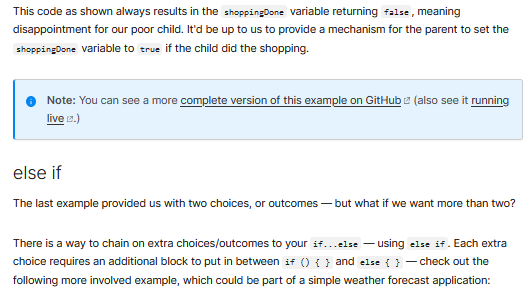 This code as shown always results in the shoppingDone variable returning false, meaning
disappointment for our poor child. It'd be up to us to provide a mechanism for the parent to set the
shoppingDone variable to true if the child did the shopping.
Note: You can see a more complete version of this example on GitHub (also see it running
live.)
else if
The last example provided us with two choices, or outcomes — but what if we want more than two?
There is a way to chain on extra choices/outcomes to your if...else — using else if. Each extra
choice requires an additional block to put in between if () { } and else { } — check out the
following more involved example, which could be part of a simple weather forecast application: